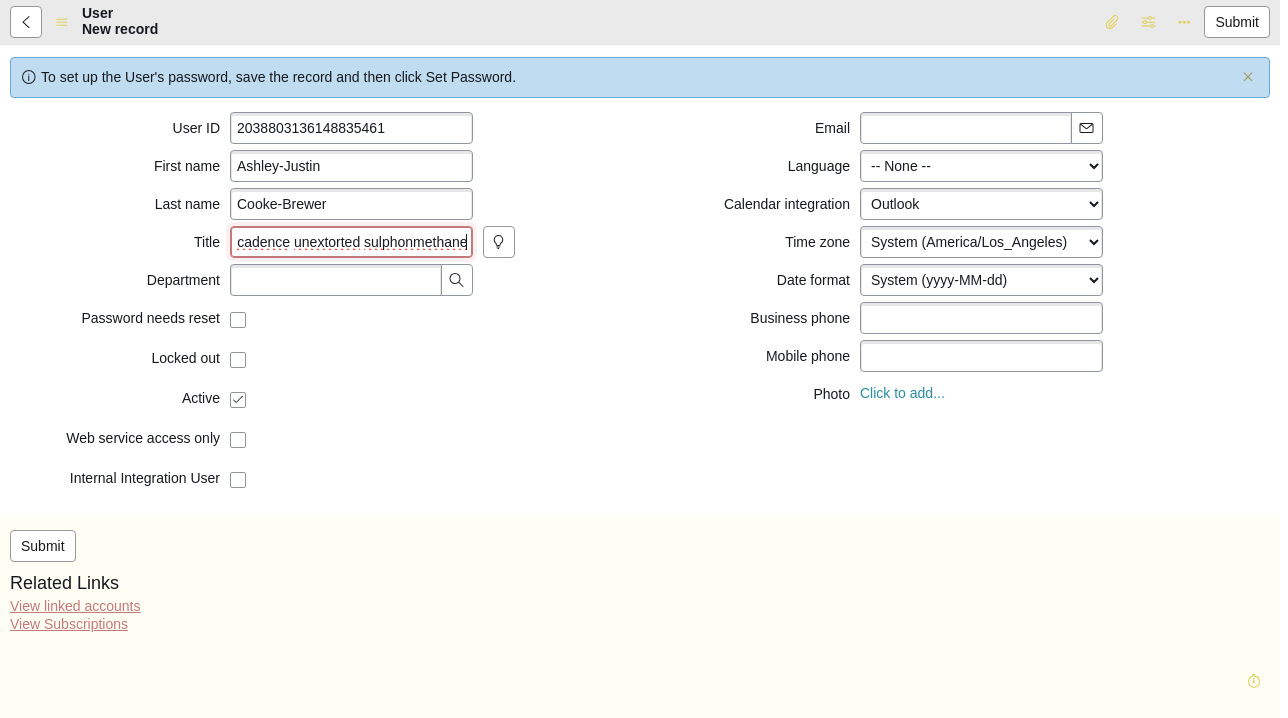 User
New record
Submit
To set up the User's password, save the record and then click Set Password.
User ID 2038803136148835461
First name Ashley-Justin
Last name Cooke-Brewer
Title cadence unextorted sulphonmethane
Department
Password needs reset
Locked out
Active
Web service access only
Internal Integration User
Email
Language -- None --
Calendar integration Outlook
Time zone System (America/Los_Angeles)
Date format System (yyyy-MM-dd)
Business phone
Mobile phone
Photo Click to add...
Submit
Related Links
View linked accounts
View Subscriptions